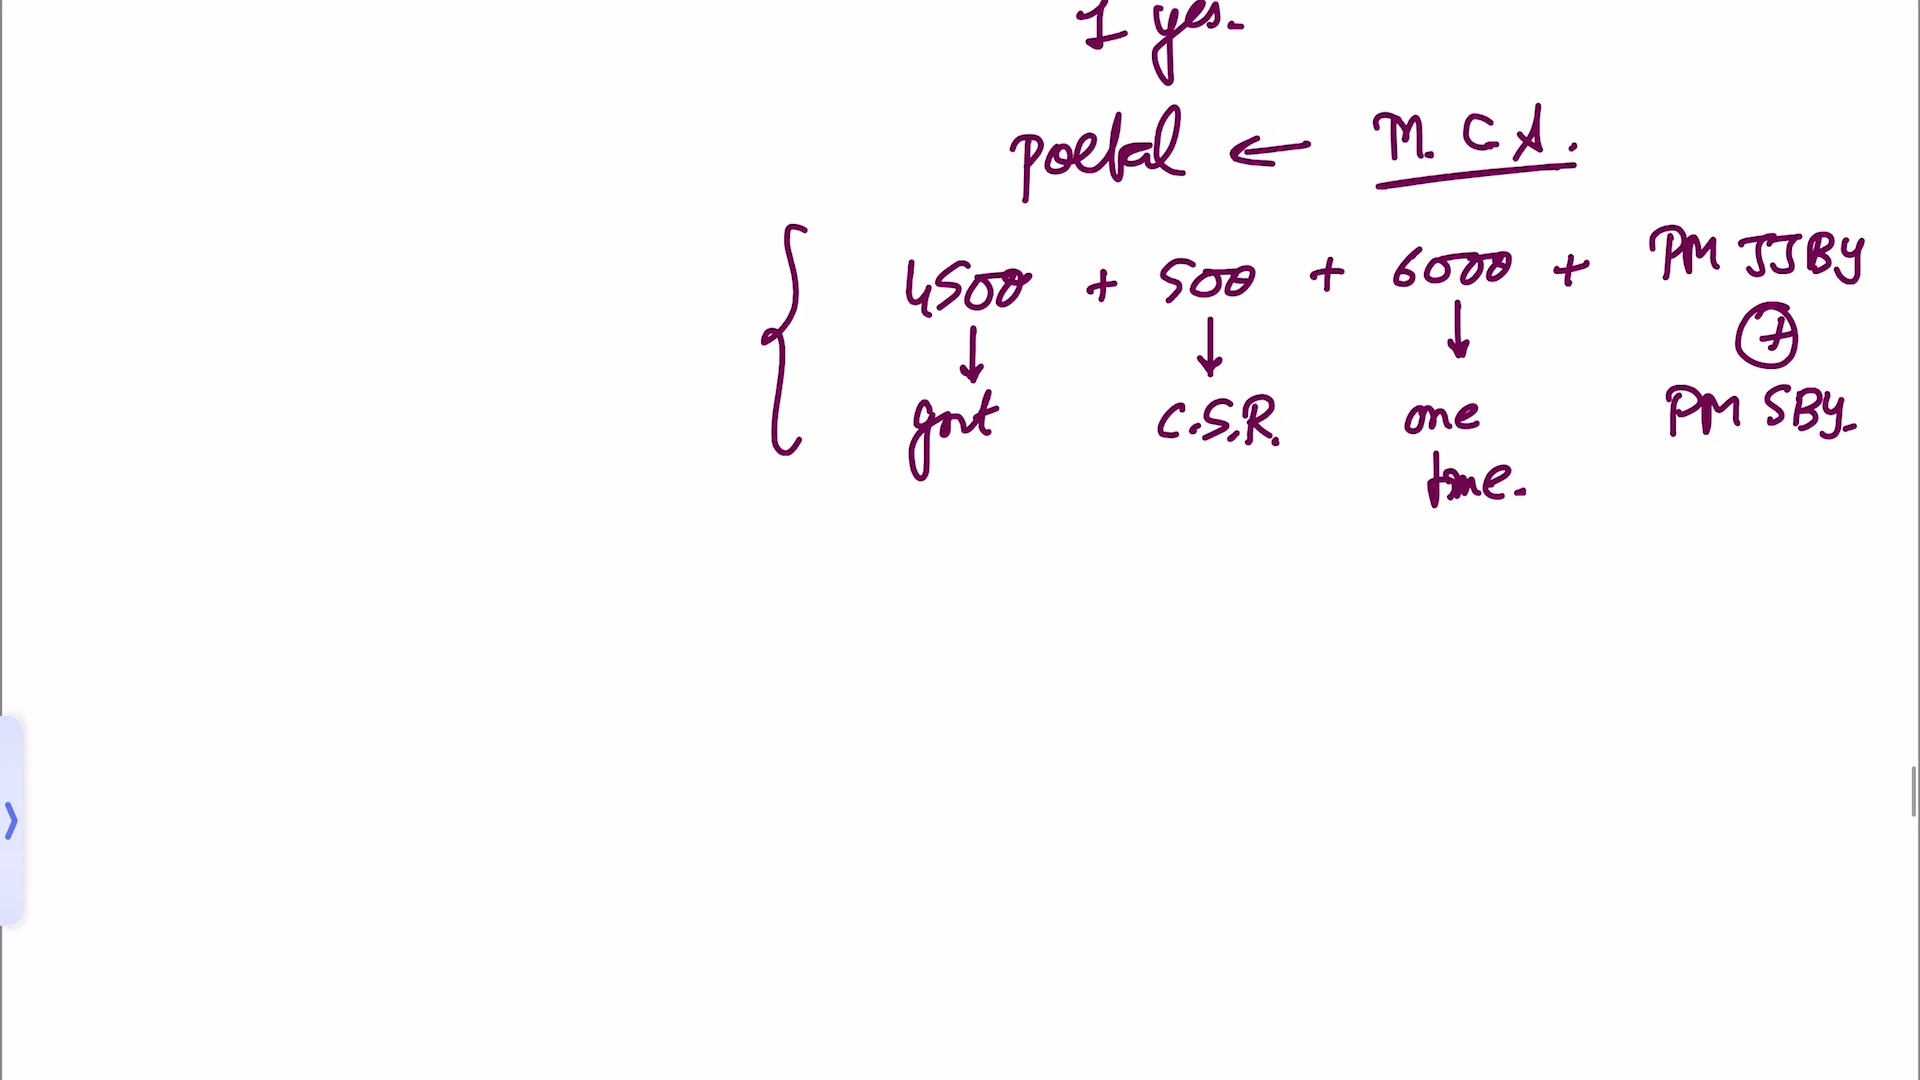 1 yes.
portal ← M.C.A.
4500 + 500 + 6000 + PM JJBY
↓ ↓ ↓ +
govt C.S.R. one PM SBY.
time.